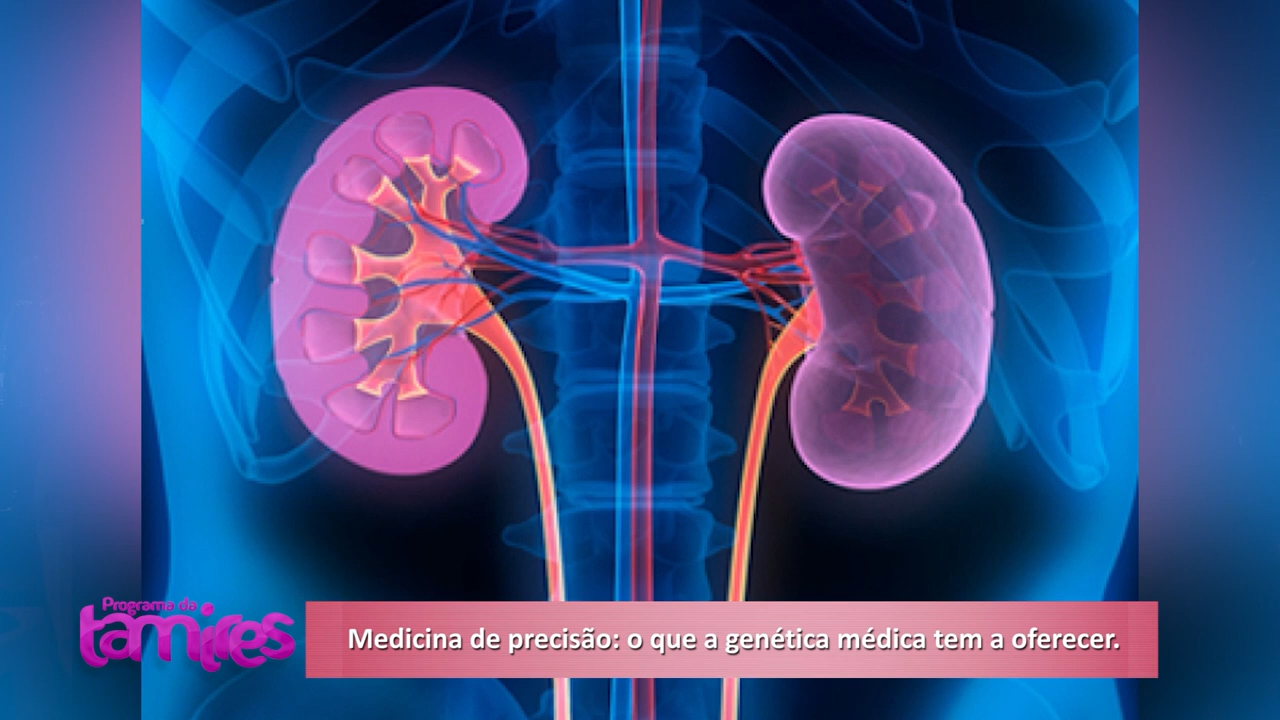 Programa da
tamires
Medicina de precisão: o que a genética médica tem a oferecer.